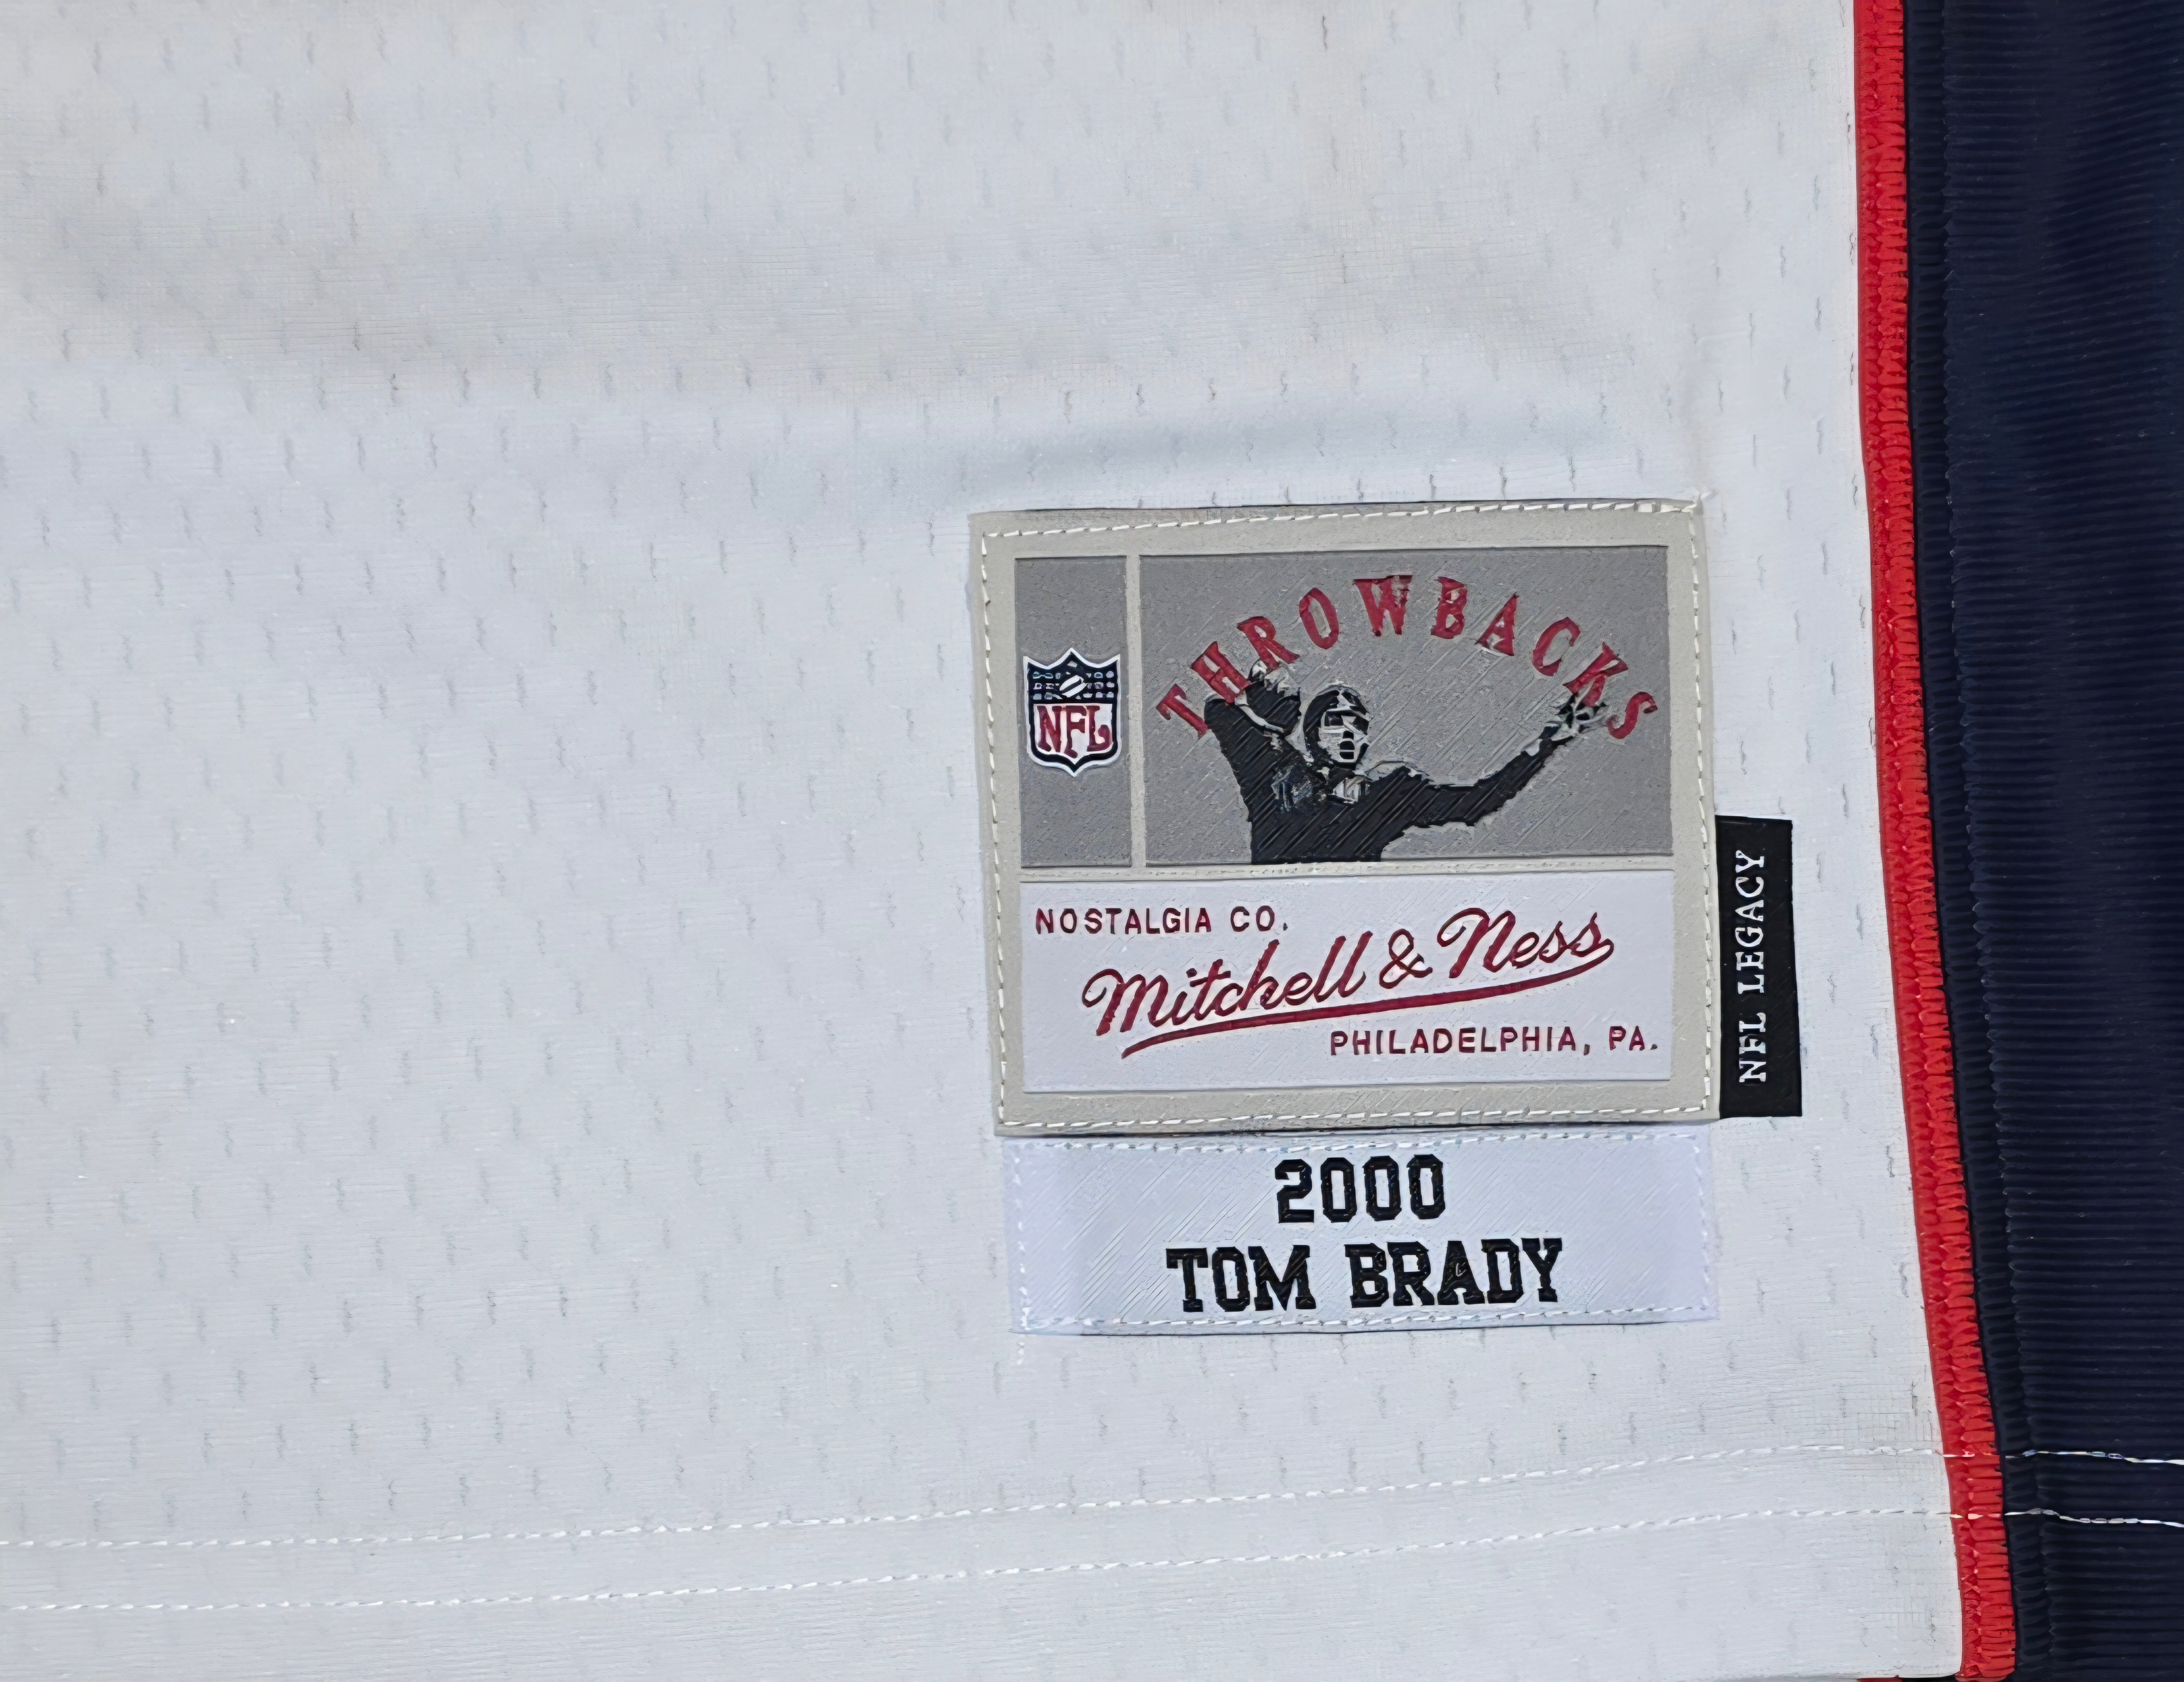 THROWBACKS
NFL
NOSTALGIA CO.
Mitchell & Ness
PHILADELPHIA, PA.
NFL LEGACY
2000
TOM BRADY